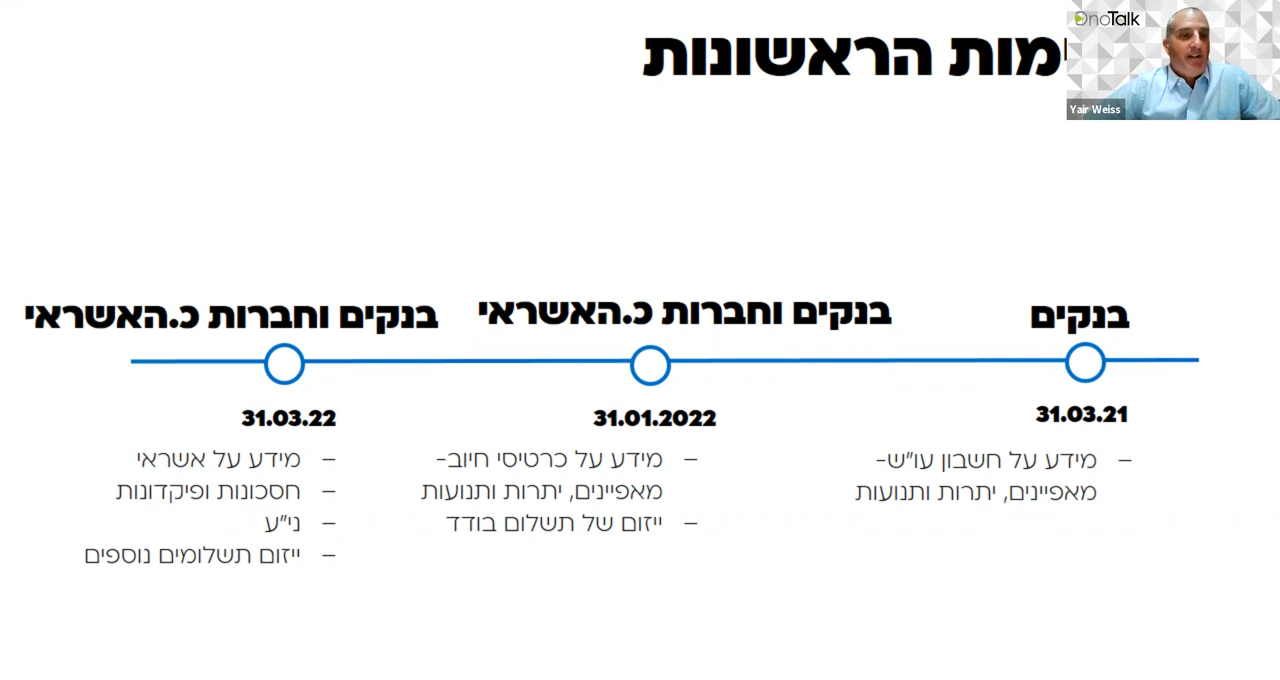 מות הראשונות
OnoTalk
Yair Weiss
בנקים
31.03.21
– מידע על חשבון עו"ש-
מאפיינים, יתרות ותנועות
בנקים וחברות כ.האשראי
31.01.2022
– מידע על כרטיסי חיוב-
מאפיינים, יתרות ותנועות
– ייזום של תשלום בודד
בנקים וחברות כ.האשראי
31.03.22
– מידע על אשראי
– חסכונות ופיקדונות
– ני"ע
– ייזום תשלומים נוספים